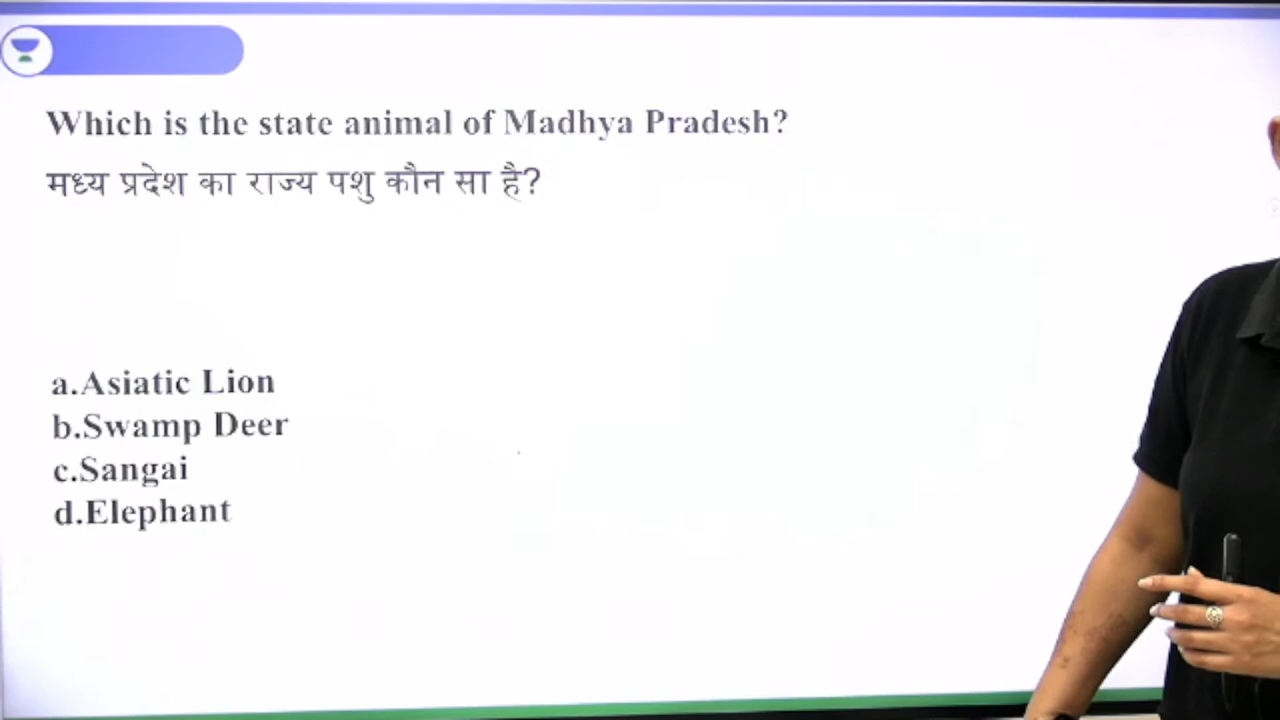 Which is the state animal of Madhya Pradesh?
मध्य प्रदेश का राज्य पशु कौन सा है?
a.Asiatic Lion
b.Swamp Deer
c.Sangai
d.Elephant